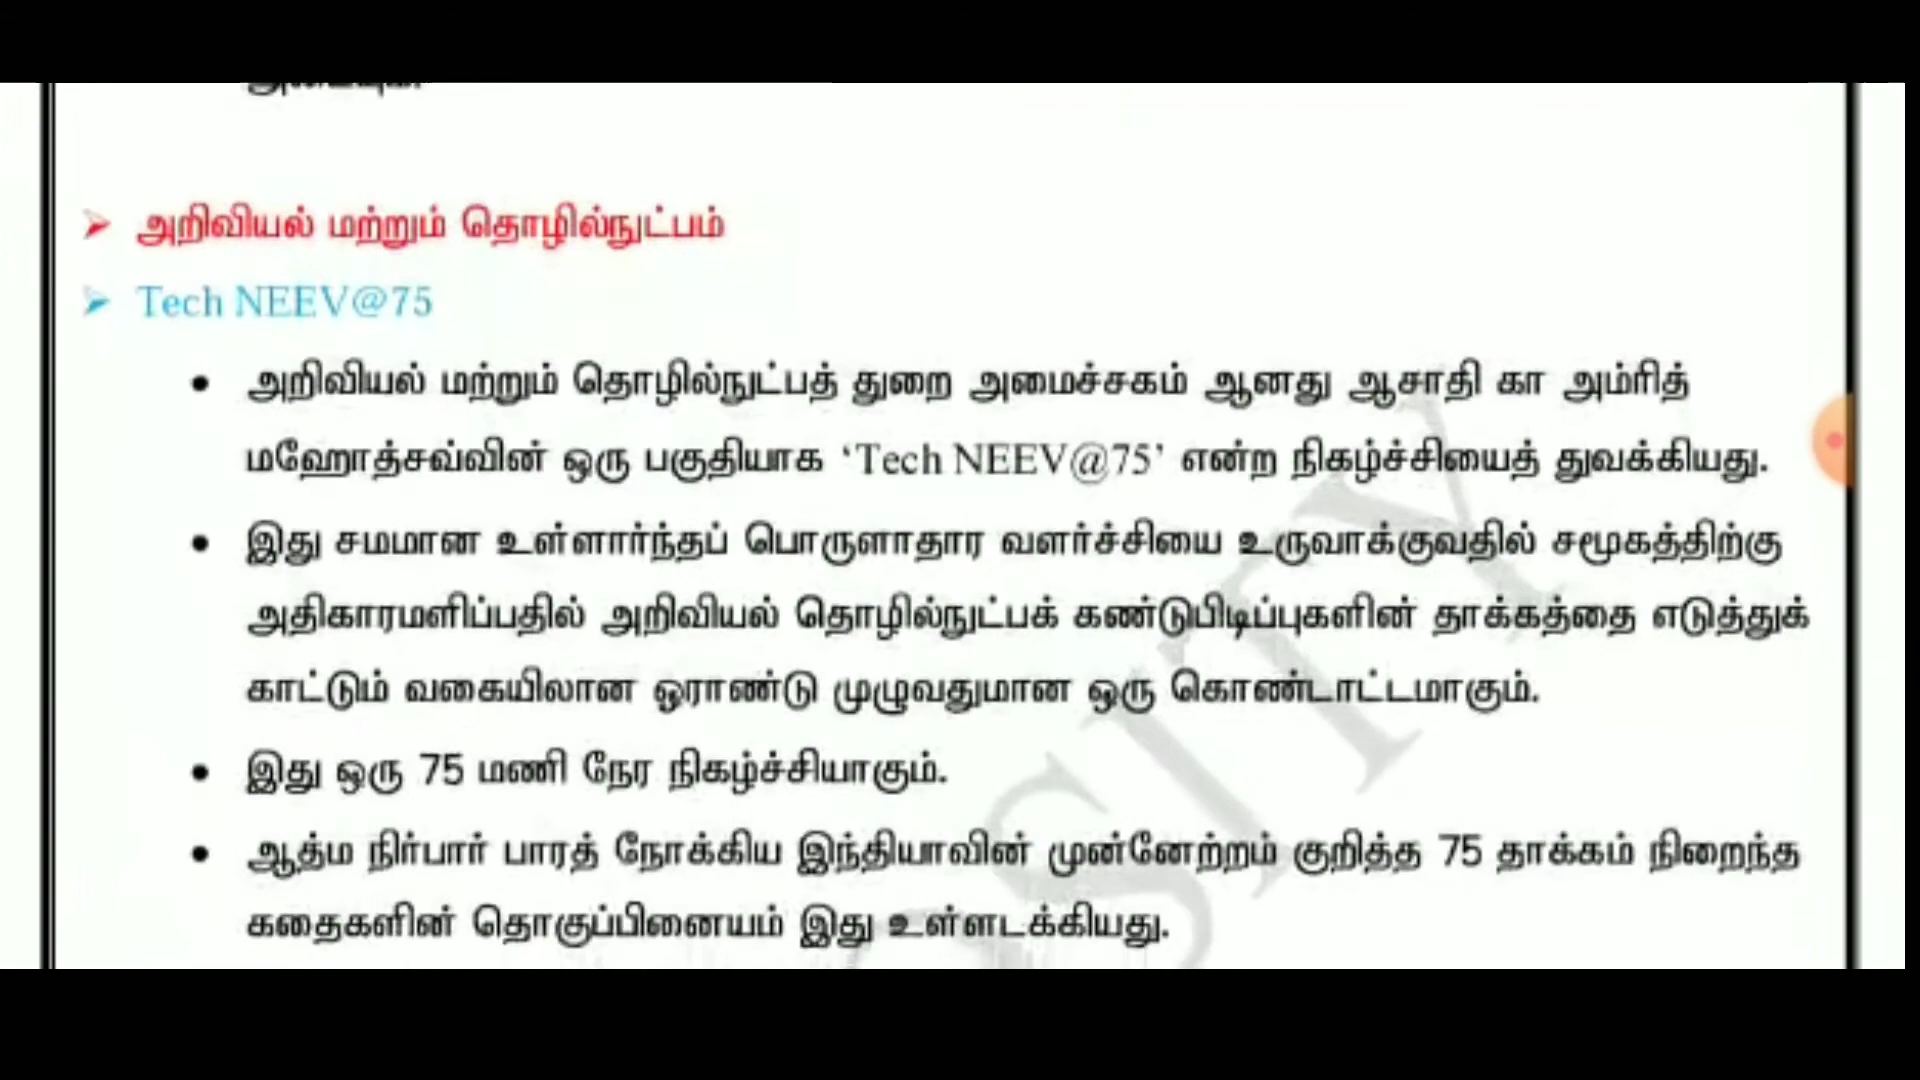 அறிவியல் மற்றும் தொழில்நுட்பம்
Tech NEEV@75
அறிவியல் மற்றும் தொழில்நுட்பத் துறை அமைச்சகம் ஆனது ஆசாதி கா அம்ரித்
மஹோத்சவ்வின் ஒரு பகுதியாக ‘Tech NEEV@75’ என்ற நிகழ்ச்சியைத் துவக்கியது.
இது சமமான உள்ளார்ந்தப் பொருளாதார வளர்ச்சியை உருவாக்குவதில் சமூகத்திற்கு
அதிகாரமளிப்பதில் அறிவியல் தொழில்நுட்பக் கண்டுபிடிப்புகளின் தாக்கத்தை எடுத்துக்
காட்டும் வகையிலான ஓராண்டு முழுவதுமான ஒரு கொண்டாட்டமாகும்.
இது ஒரு 75 மணி நேர நிகழ்ச்சியாகும்.
ஆத்ம நிர்பார் பாரத் நோக்கிய இந்தியாவின் முன்னேற்றம் குறித்த 75 தாக்கம் நிறைந்த
கதைகளின் தொகுப்பினையம் இது உள்ளடக்கியது.